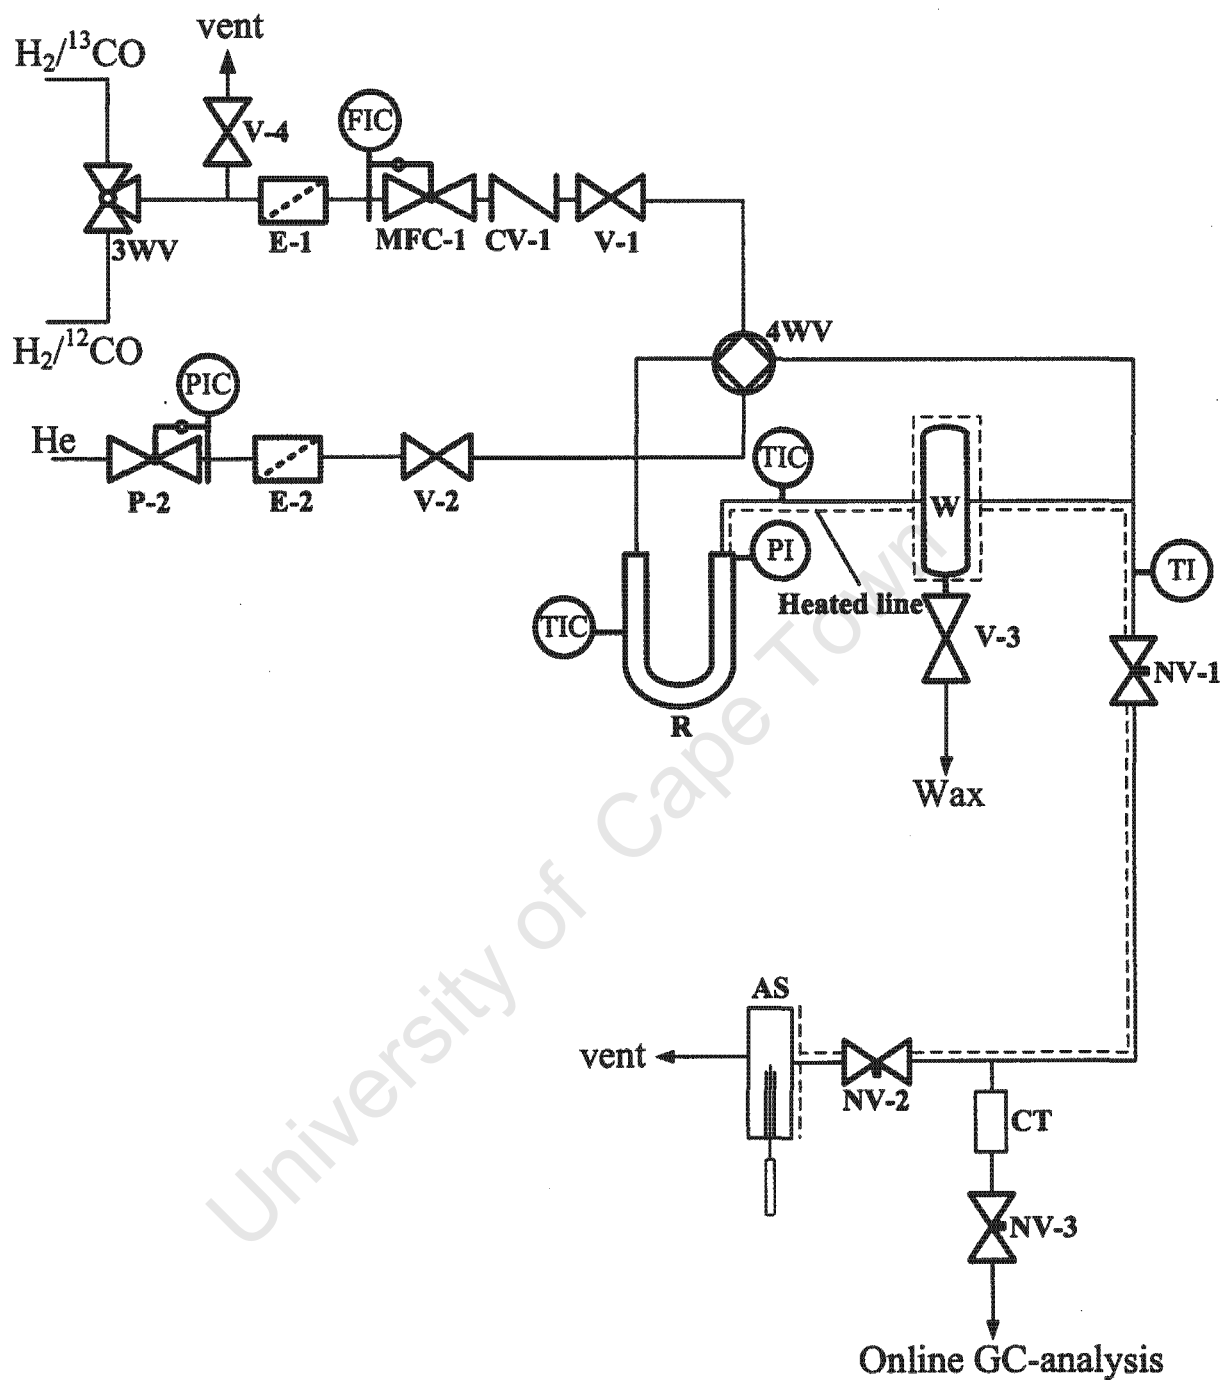 vent
H₂/¹³CO
V-4
FIC
E-1
MFC-1
CV-1
V-1
3WV
H₂/¹²CO
4WV
PIC
He
P-2
E-2
V-2
TIC
W
PI
TI
Heated line
TIC
V-3
NV-1
R
Wax
AS
vent
NV-2
CT
NV-3
Online GC-analysis
University of Cape Town